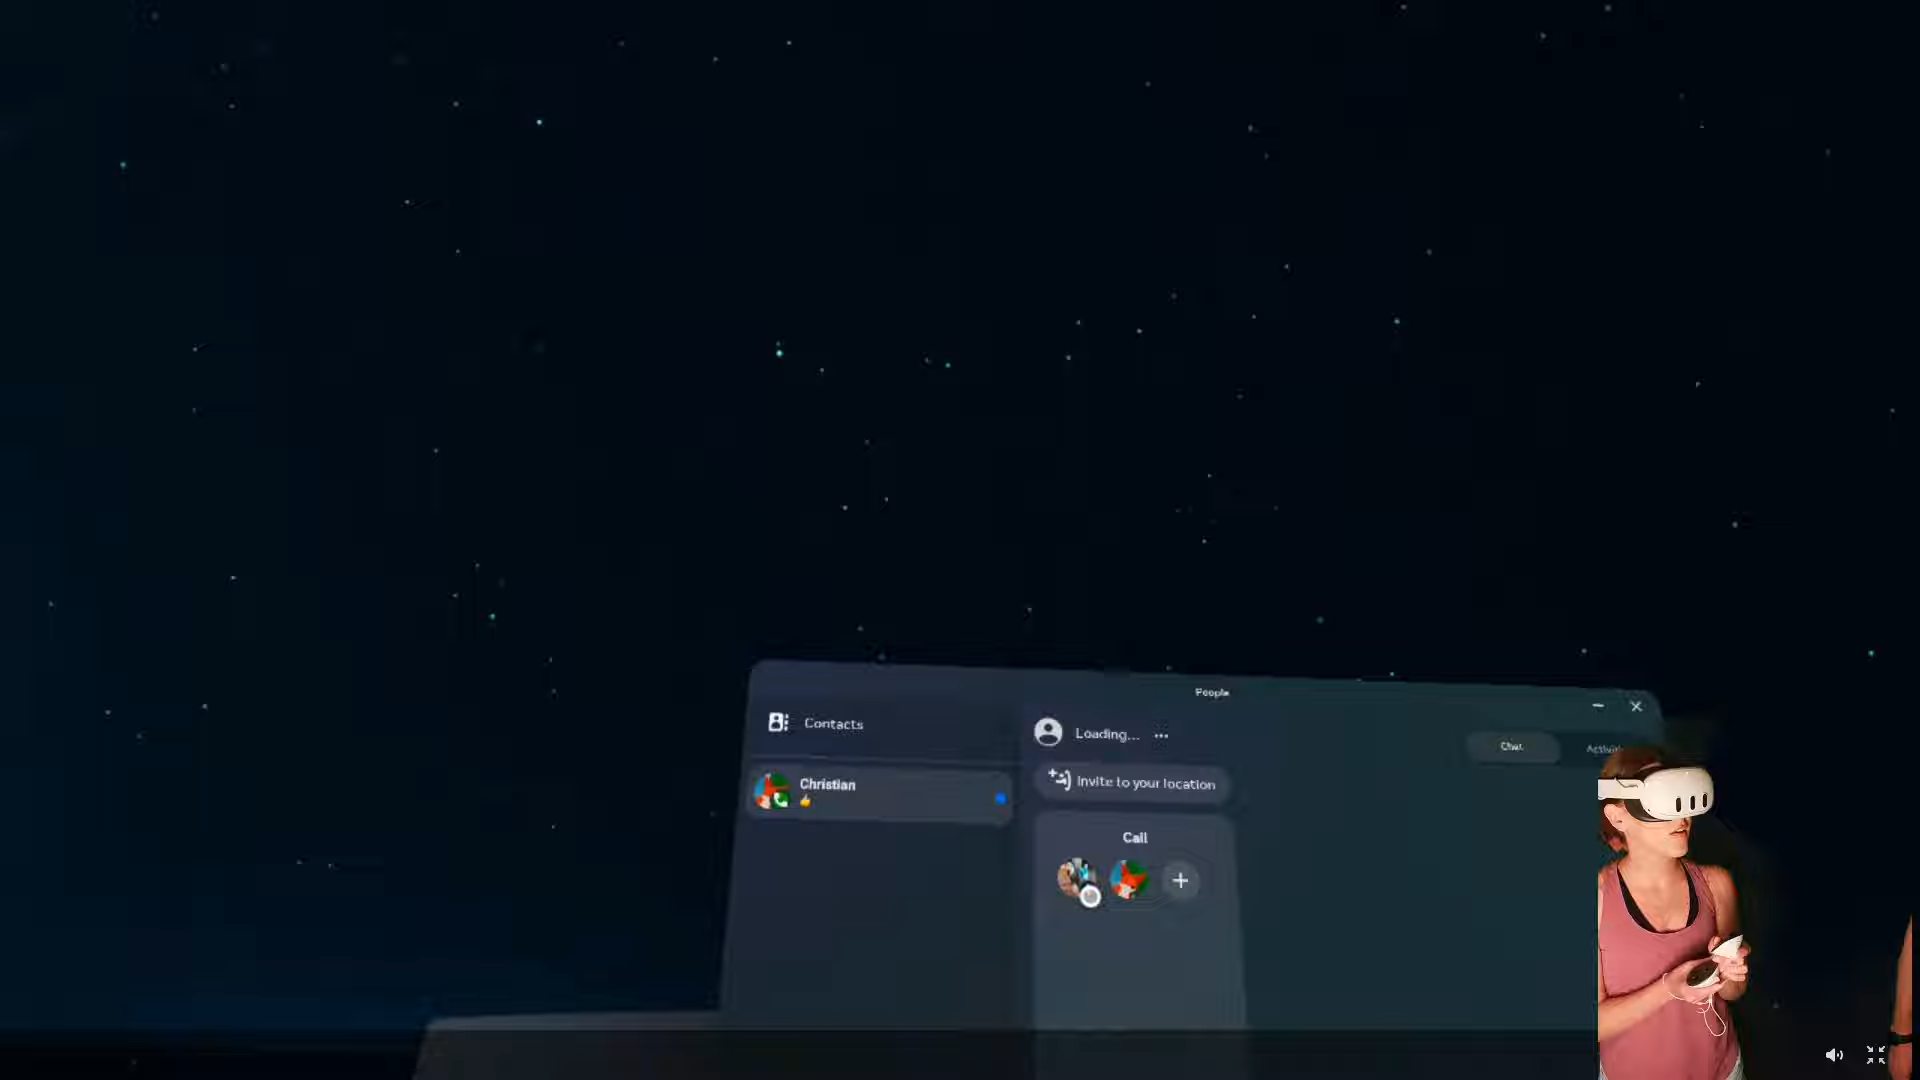 People
Contacts
Loading...
Chat
Christian
👍
Invite to your location
Call